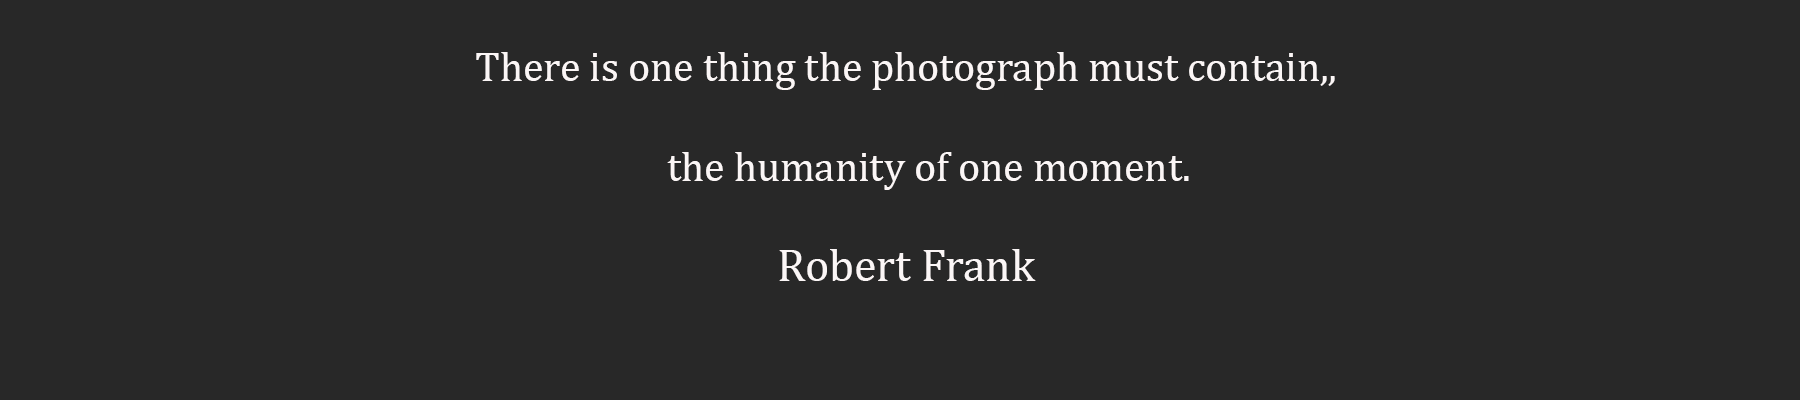 There is one thing the photograph must contain,,
the humanity of one moment.
Robert Frank